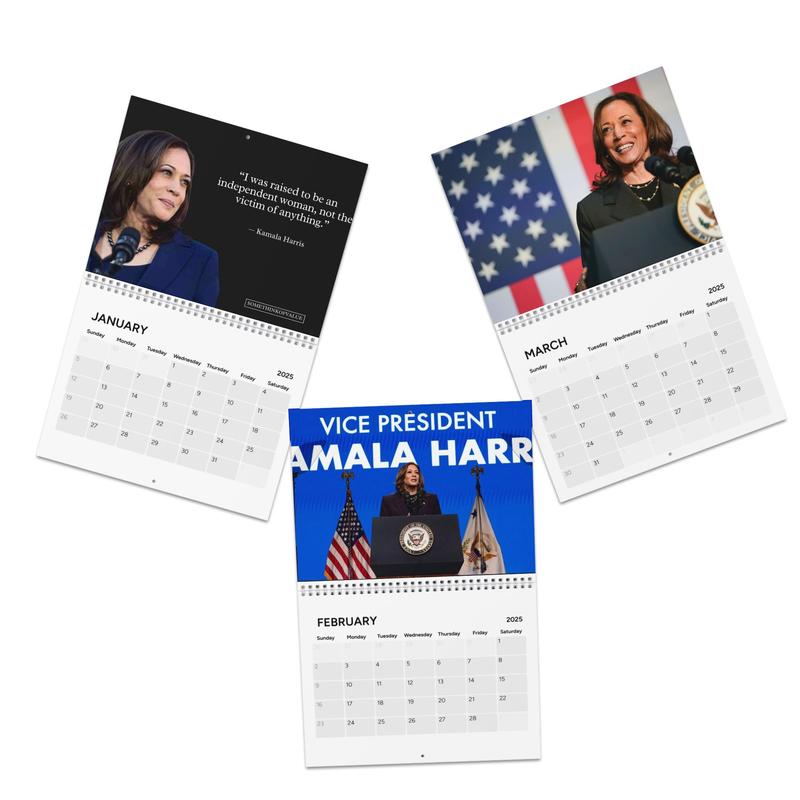 “I was raised to be an
independent woman, not the
victim of anything.”
— Kamala Harris
SOMETHINKOFVALUE
JANUARY
2025
Sunday Monday Tuesday Wednesday Thursday Friday Saturday
1 2 3 4
5 6 7 8 9 10 11
12 13 14 15 16 17 18
19 20 21 22 23 24 25
26 27 28 29 30 31
MARCH
2025
Sunday Monday Tuesday Wednesday Thursday Friday Saturday
1
2 3 4 5 6 7 8
9 10 11 12 13 14 15
16 17 18 19 20 21 22
23 24 25 26 27 28 29
30 31
VICE PRESIDENT
AMALA HARR
FEBRUARY
2025
Sunday Monday Tuesday Wednesday Thursday Friday Saturday
1
2 3 4 5 6 7 8
9 10 11 12 13 14 15
16 17 18 19 20 21 22
23 24 25 26 27 28